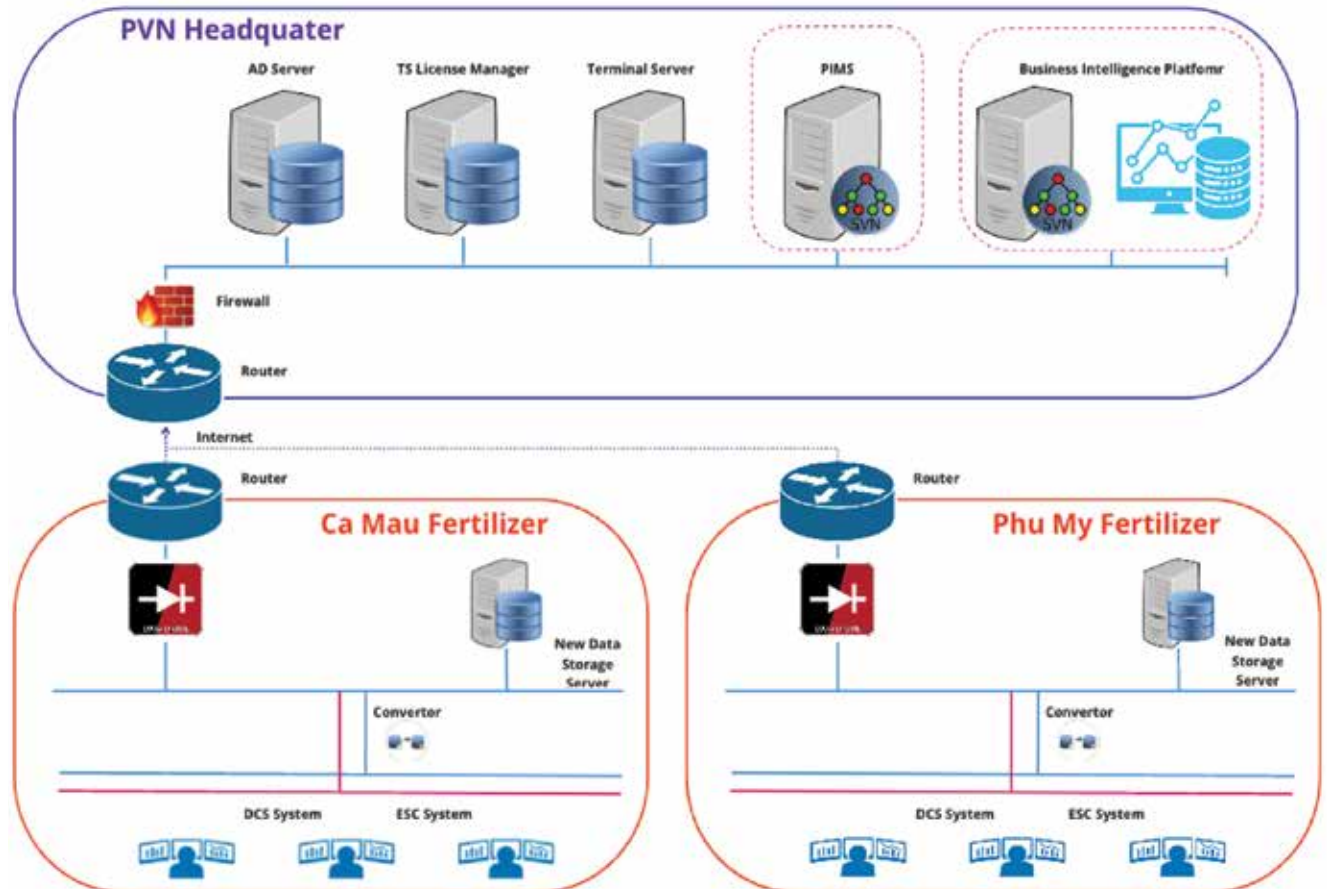 PVN Headquater
AD Server
TS License Manager
Terminal Server
PIMS
Business Intelligence Platfomr
SVN
SVN
Firewall
Router
Internet
Router
Router
Ca Mau Fertilizer
Phu My Fertilizer
New Data
Storage
Server
New Data
Storage
Server
Convertor
Convertor
DCS System
ESC System
DCS System
ESC System